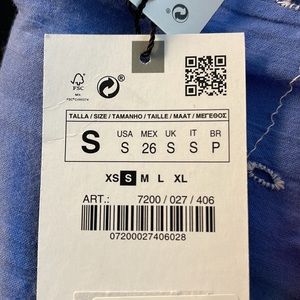 FSC
MIX
TALLA / SIZE / TAMANHO / TAILLE / MAAT / ΜΕΓΕΘΟΣ
S USA MEX UK IT BR
S 26 S S P
XS S M L XL
ART.: 7200 / 027 / 406
07200027406028